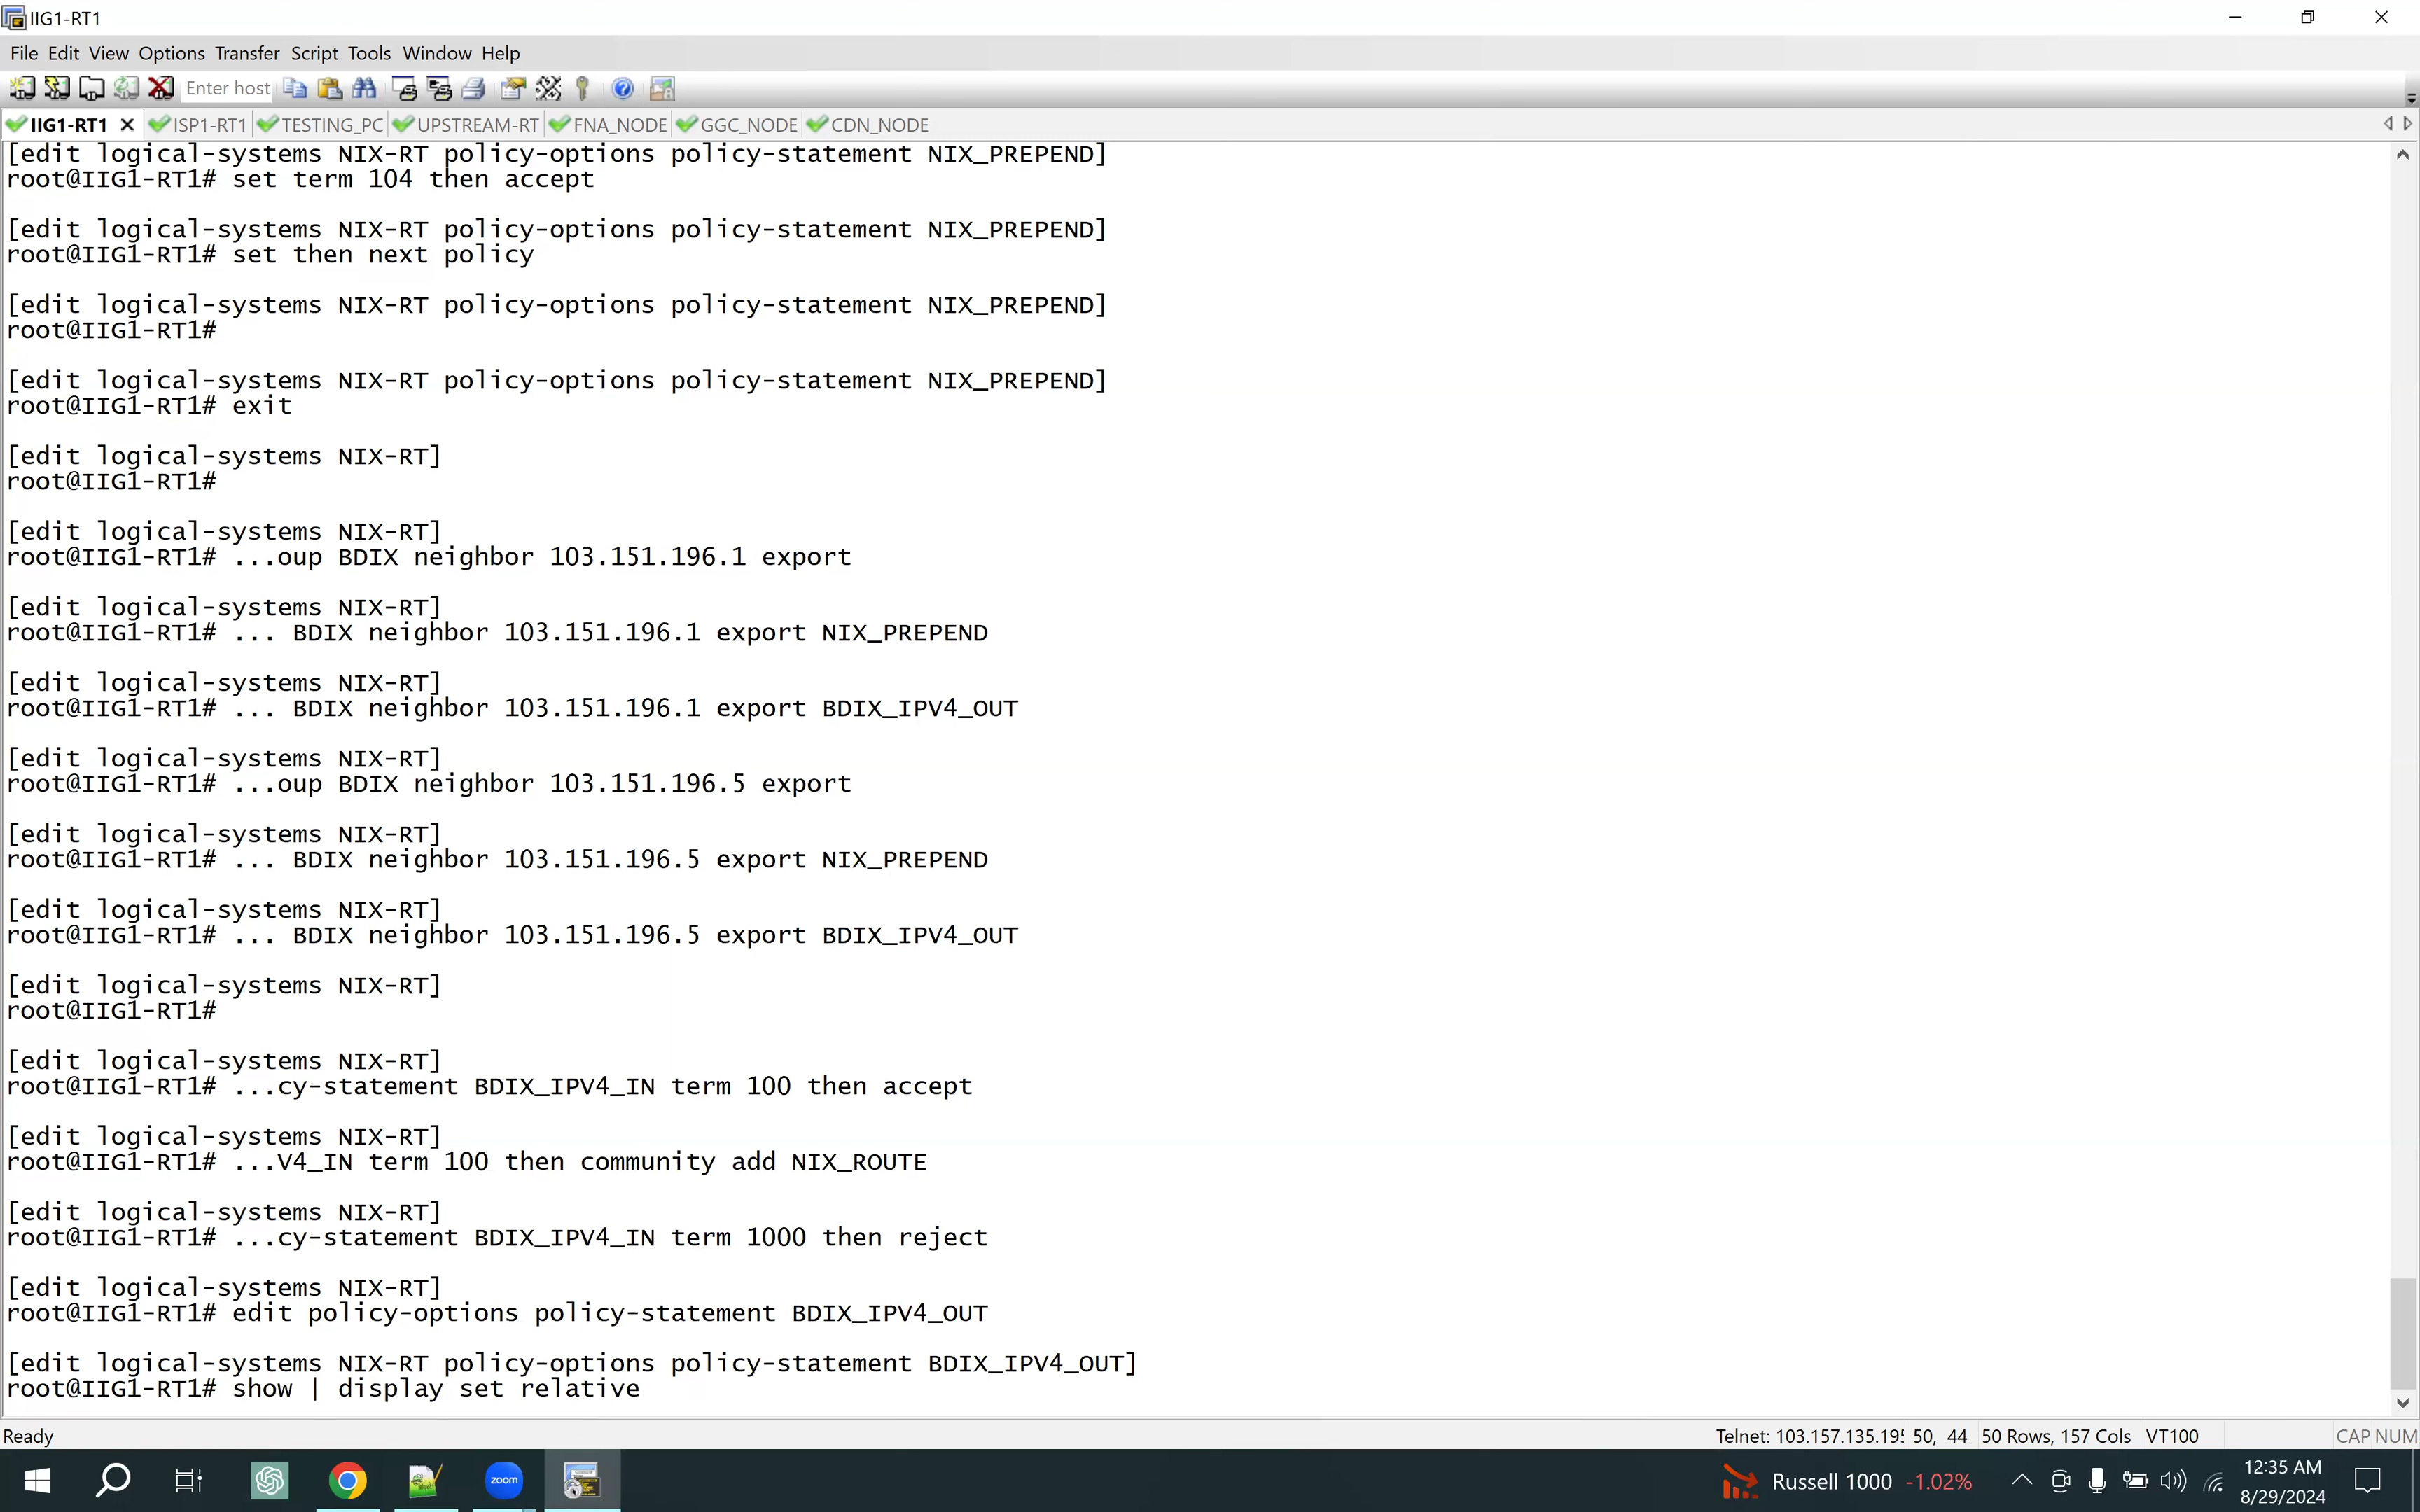 IIG1-RT1
File Edit View Options Transfer Script Tools Window Help
Enter host
IIG1-RT1 ISP1-RT1 TESTING_PC UPSTREAM-RT FNA_NODE GGC_NODE CDN_NODE
[edit logical-systems NIX-RT policy-options policy-statement NIX_PREPEND]
root@IIG1-RT1# set term 104 then accept
[edit logical-systems NIX-RT policy-options policy-statement NIX_PREPEND]
root@IIG1-RT1# set then next policy
[edit logical-systems NIX-RT policy-options policy-statement NIX_PREPEND]
root@IIG1-RT1#
[edit logical-systems NIX-RT policy-options policy-statement NIX_PREPEND]
root@IIG1-RT1# exit
[edit logical-systems NIX-RT]
root@IIG1-RT1#
[edit logical-systems NIX-RT]
root@IIG1-RT1# ...oup BDIX neighbor 103.151.196.1 export
[edit logical-systems NIX-RT]
root@IIG1-RT1# ... BDIX neighbor 103.151.196.1 export NIX_PREPEND
[edit logical-systems NIX-RT]
root@IIG1-RT1# ... BDIX neighbor 103.151.196.1 export BDIX_IPV4_OUT
[edit logical-systems NIX-RT]
root@IIG1-RT1# ...oup BDIX neighbor 103.151.196.5 export
[edit logical-systems NIX-RT]
root@IIG1-RT1# ... BDIX neighbor 103.151.196.5 export NIX_PREPEND
[edit logical-systems NIX-RT]
root@IIG1-RT1# ... BDIX neighbor 103.151.196.5 export BDIX_IPV4_OUT
[edit logical-systems NIX-RT]
root@IIG1-RT1#
[edit logical-systems NIX-RT]
root@IIG1-RT1# ...cy-statement BDIX_IPV4_IN term 100 then accept
[edit logical-systems NIX-RT]
root@IIG1-RT1# ...V4_IN term 100 then community add NIX_ROUTE
[edit logical-systems NIX-RT]
root@IIG1-RT1# ...cy-statement BDIX_IPV4_IN term 1000 then reject
[edit logical-systems NIX-RT]
root@IIG1-RT1# edit policy-options policy-statement BDIX_IPV4_OUT
[edit logical-systems NIX-RT policy-options policy-statement BDIX_IPV4_OUT]
root@IIG1-RT1# show | display set relative
Ready Telnet: 103.157.135.195 50, 44 50 Rows, 157 Cols VT100 CAP NUM
zoom Russell 1000 -1.02% 12:35 AM
8/29/2024